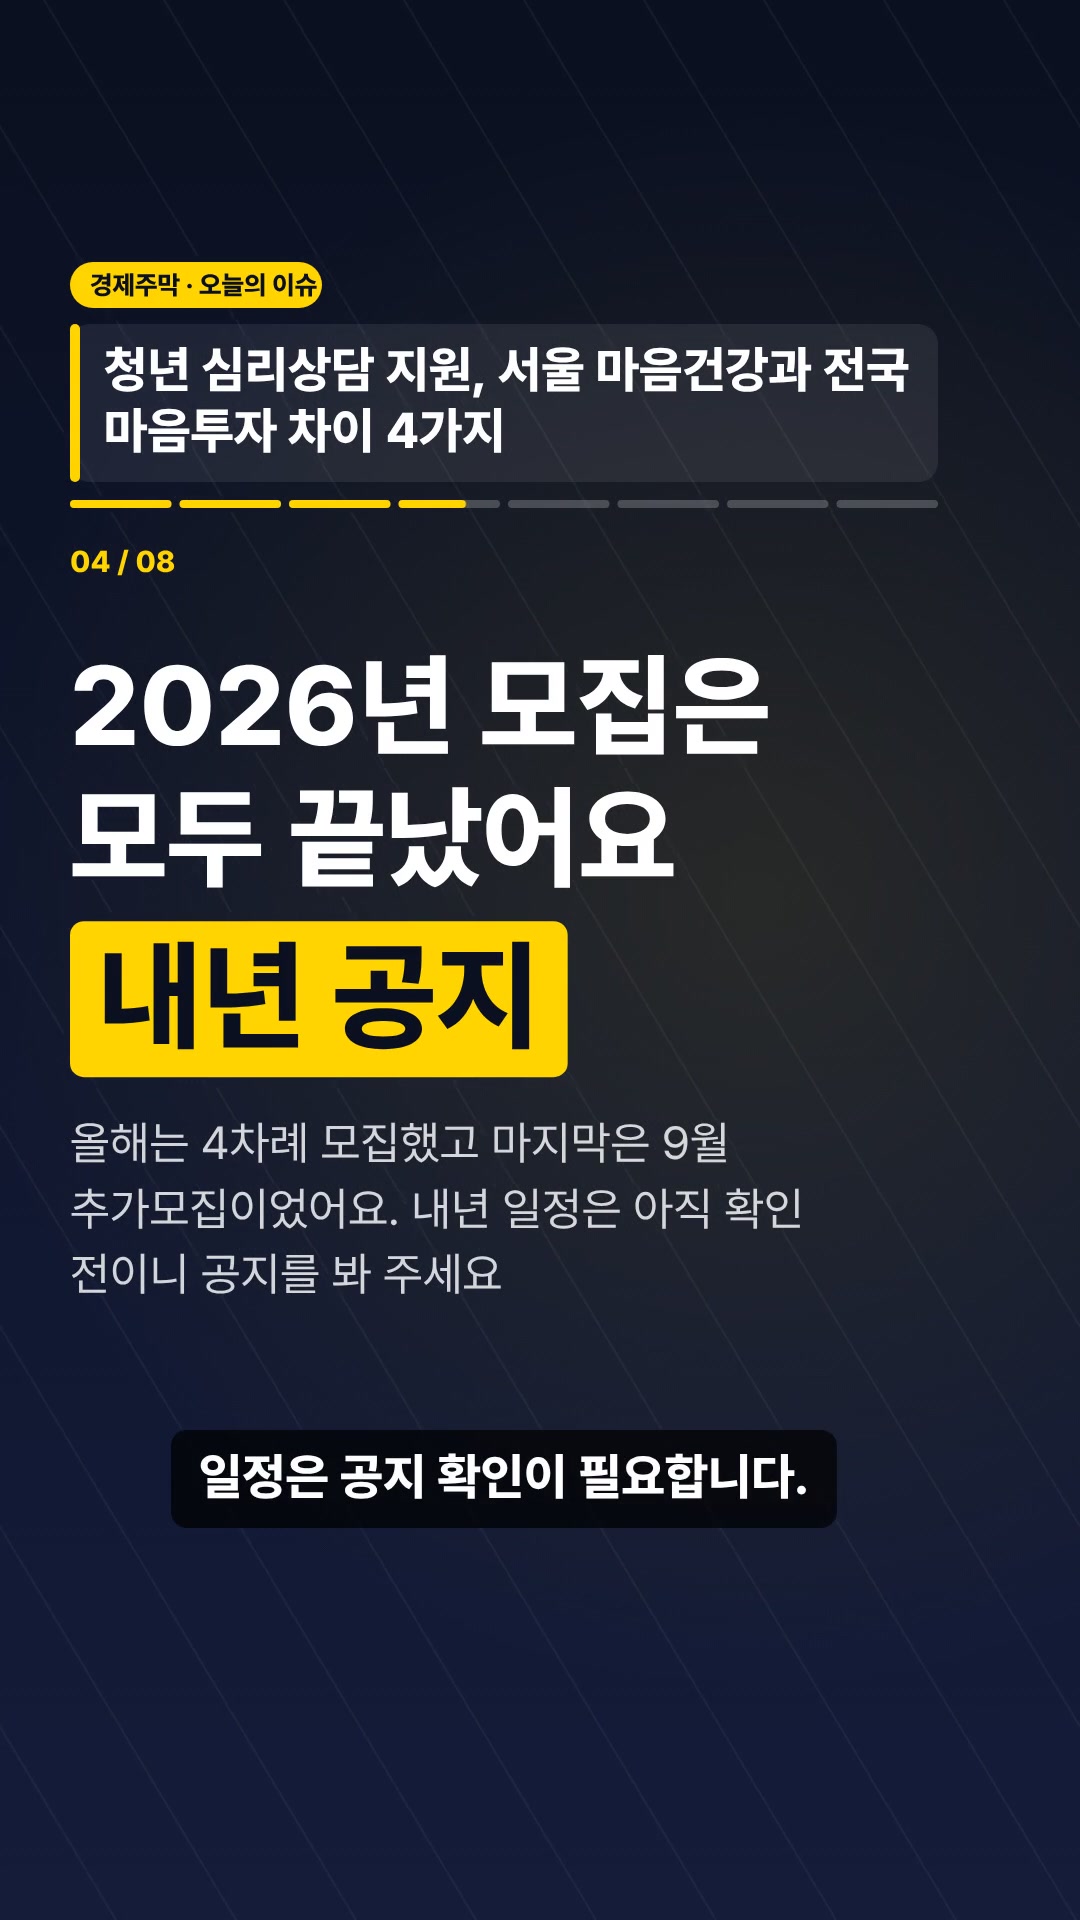 경제주막 · 오늘의 이슈
청년 심리상담 지원, 서울 마음건강과 전국
마음투자 차이 4가지
04 / 08
2026년 모집은
모두 끝났어요
내년 공지
올해는 4차례 모집했고 마지막은 9월
추가모집이었어요. 내년 일정은 아직 확인
전이니 공지를 봐 주세요
일정은 공지 확인이 필요합니다.